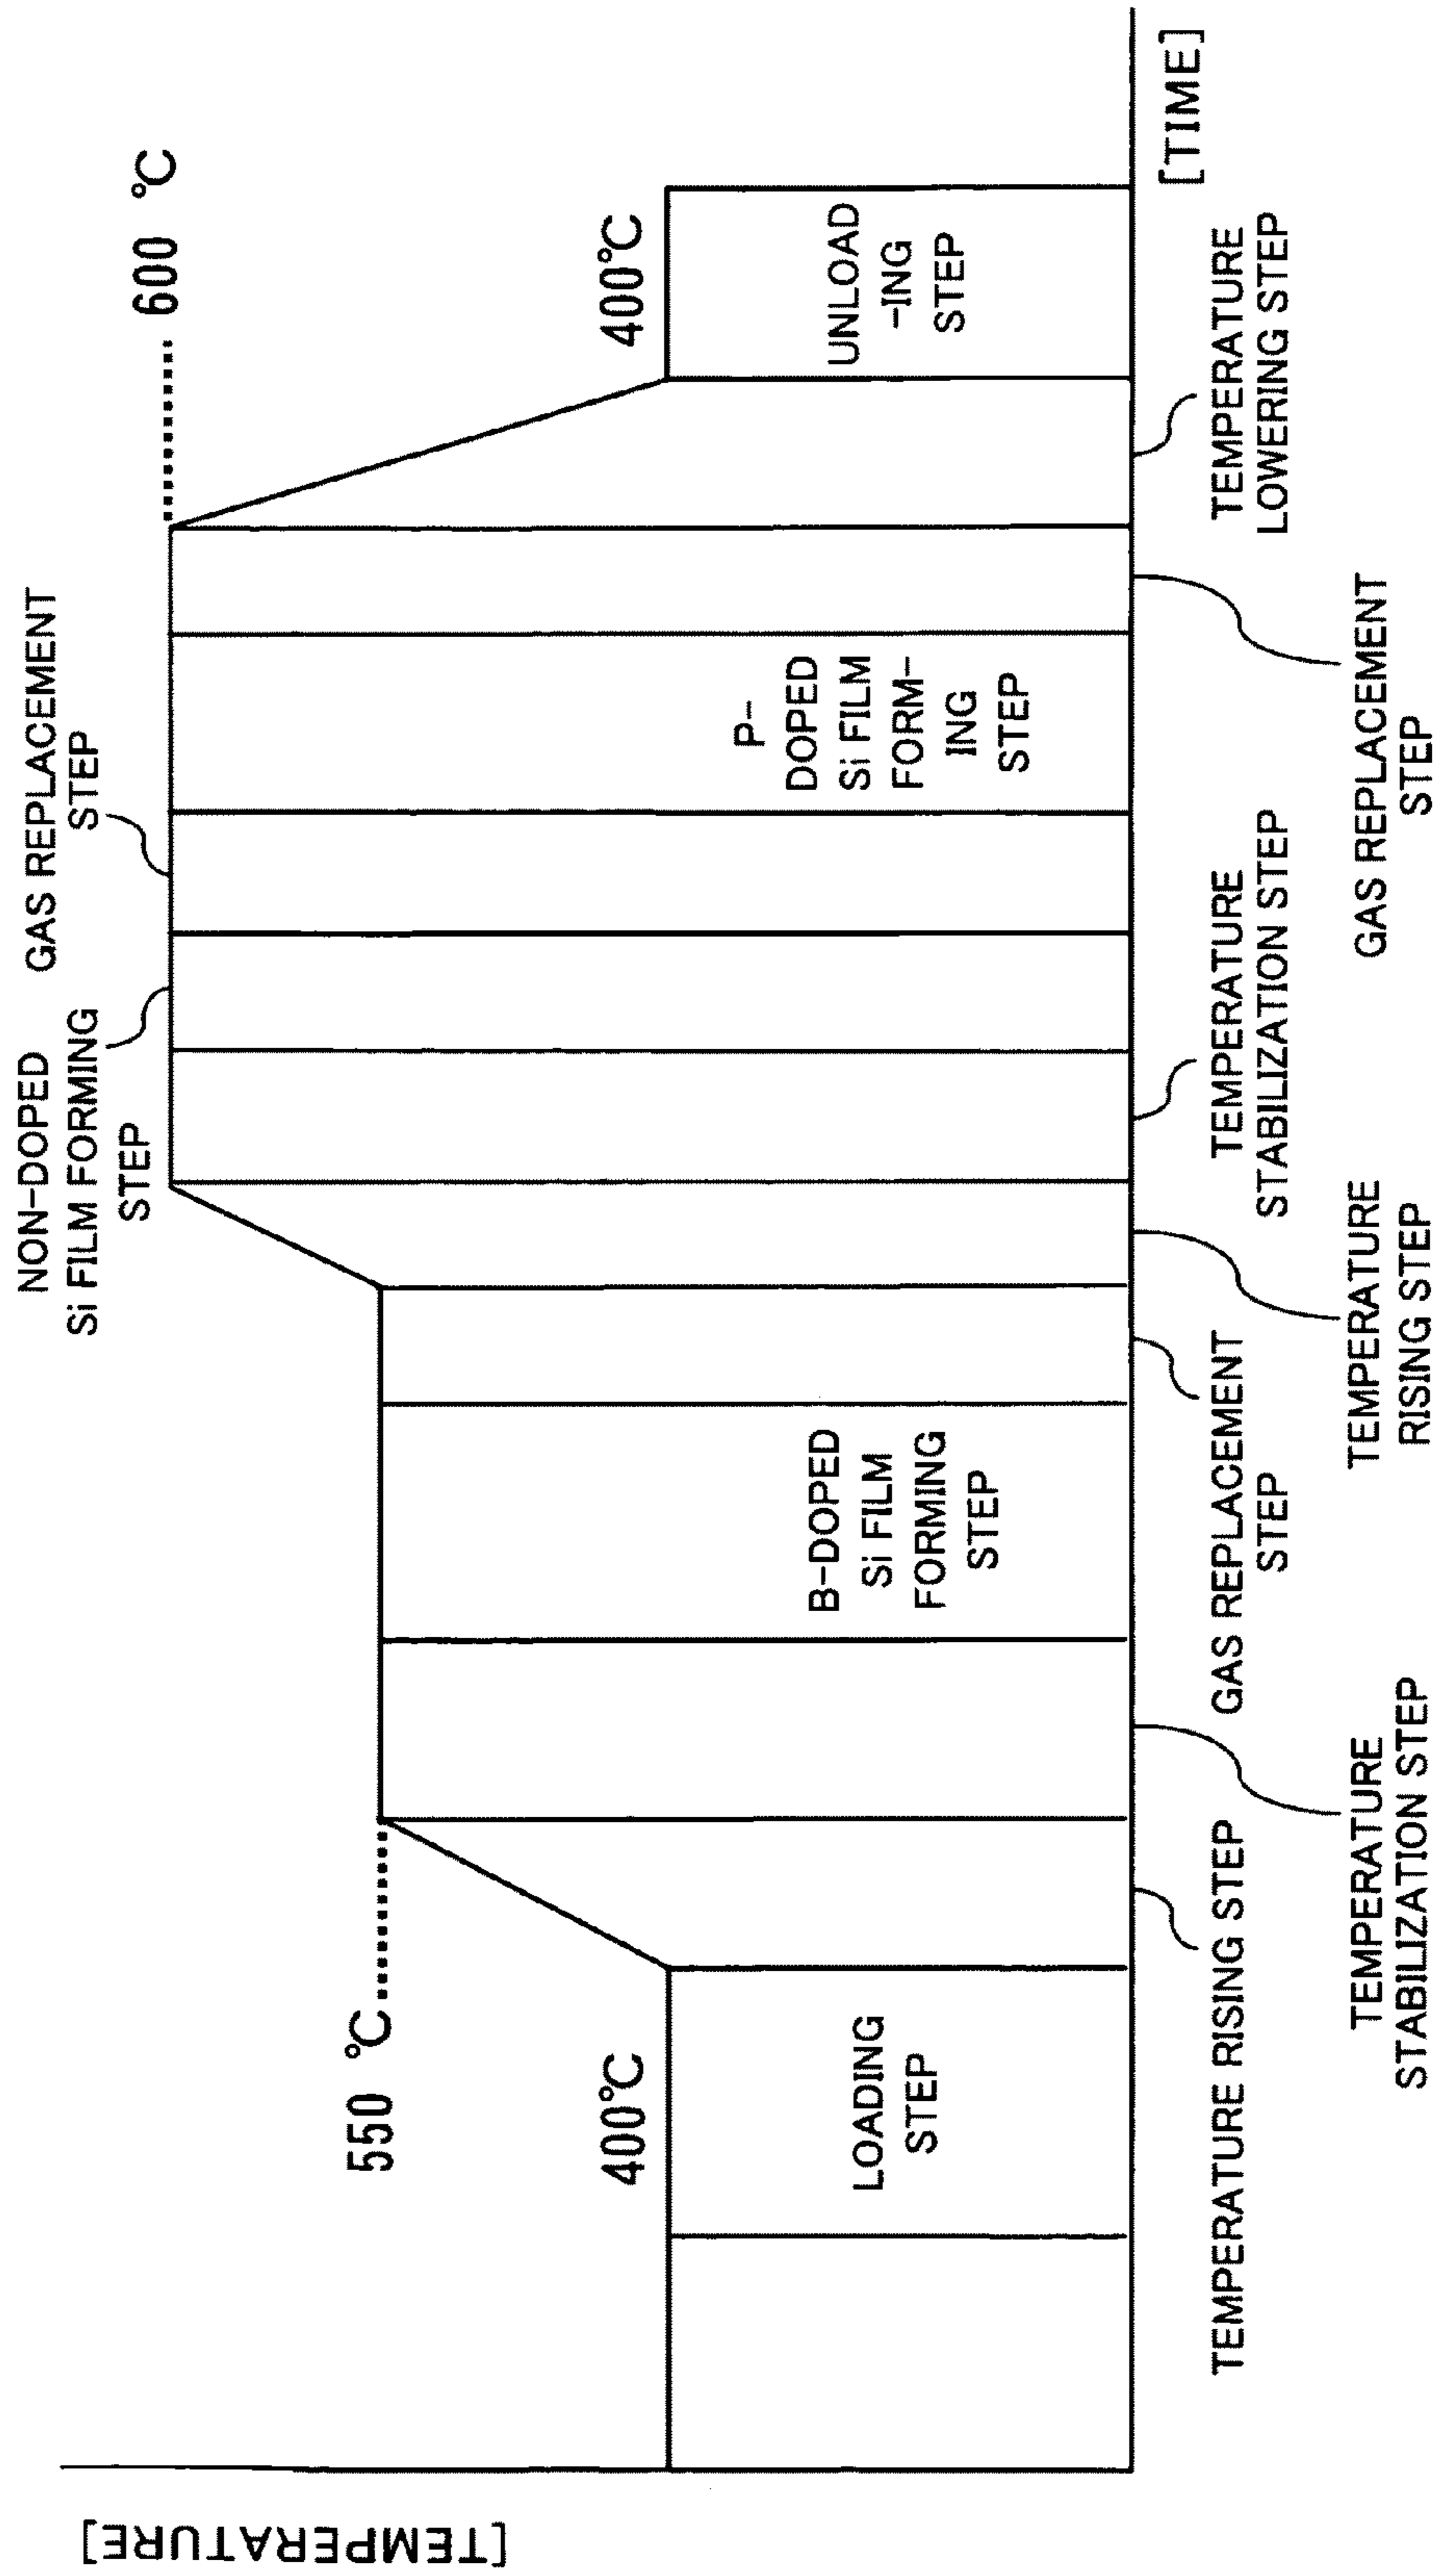 [TEMPERATURE]
NON-DOPED
Si FILM FORMING
STEP
GAS REPLACEMENT
STEP
600 °C
550 °C
400°C
400°C
LOADING
STEP
B-DOPED
Si FILM
FORMING
STEP
P-
DOPED
Si FILM
FORM-
ING
STEP
UNLOAD
-ING
STEP
[TIME]
TEMPERATURE RISING STEP
TEMPERATURE
STABILIZATION STEP
GAS REPLACEMENT
STEP
TEMPERATURE
RISING STEP
TEMPERATURE
STABILIZATION STEP
GAS REPLACEMENT
STEP
TEMPERATURE
LOWERING STEP